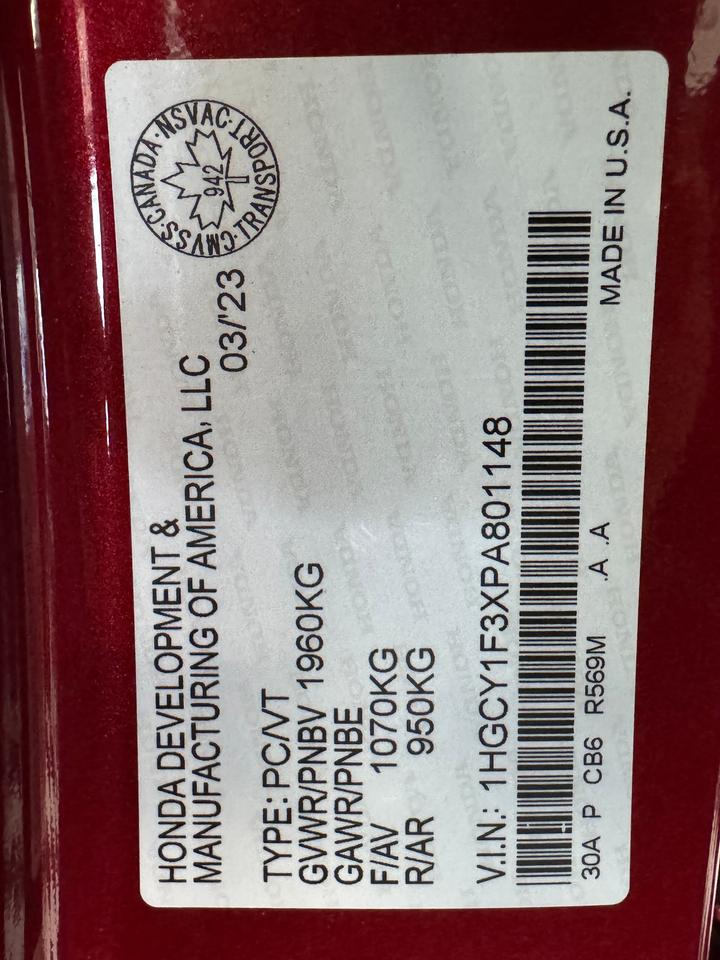 HONDA DEVELOPMENT &
MANUFACTURING OF AMERICA, LLC
03/'23
CMVSS·CANADA·NSVAC·TRANSPORT·
942
TYPE: PC/VT
GVWR/PNBV 1960KG
GAWR/PNBE
F/AV 1070KG
R/AR 950KG
V.I.N.: 1HGCY1F3XPA801148
30A P CB6 R569M .A .A
MADE IN U.S.A.